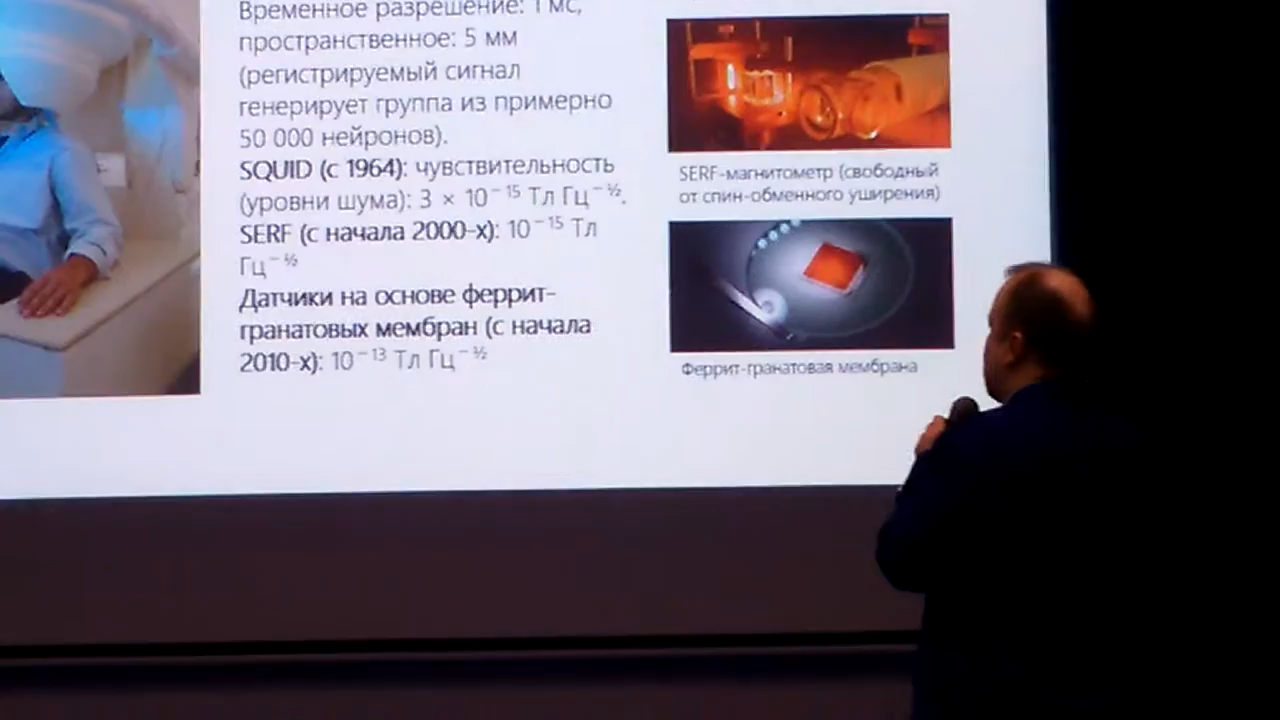 Временное разрешение: 1 мс,
пространственное: 5 мм
(регистрируемый сигнал
генерирует группа из примерно
50 000 нейронов).
SQUID (с 1964): чувствительность
(уровни шума): 3 × 10⁻¹⁵ Тл Гц⁻½.
SERF (с начала 2000-х): 10⁻¹⁵ Тл
Гц⁻½
Датчики на основе феррит-
гранатовых мембран (с начала
2010-х): 10⁻¹³ Тл Гц⁻½
SERF-магнитометр (свободный
от спин-обменного уширения)
Феррит-гранатовая мембрана